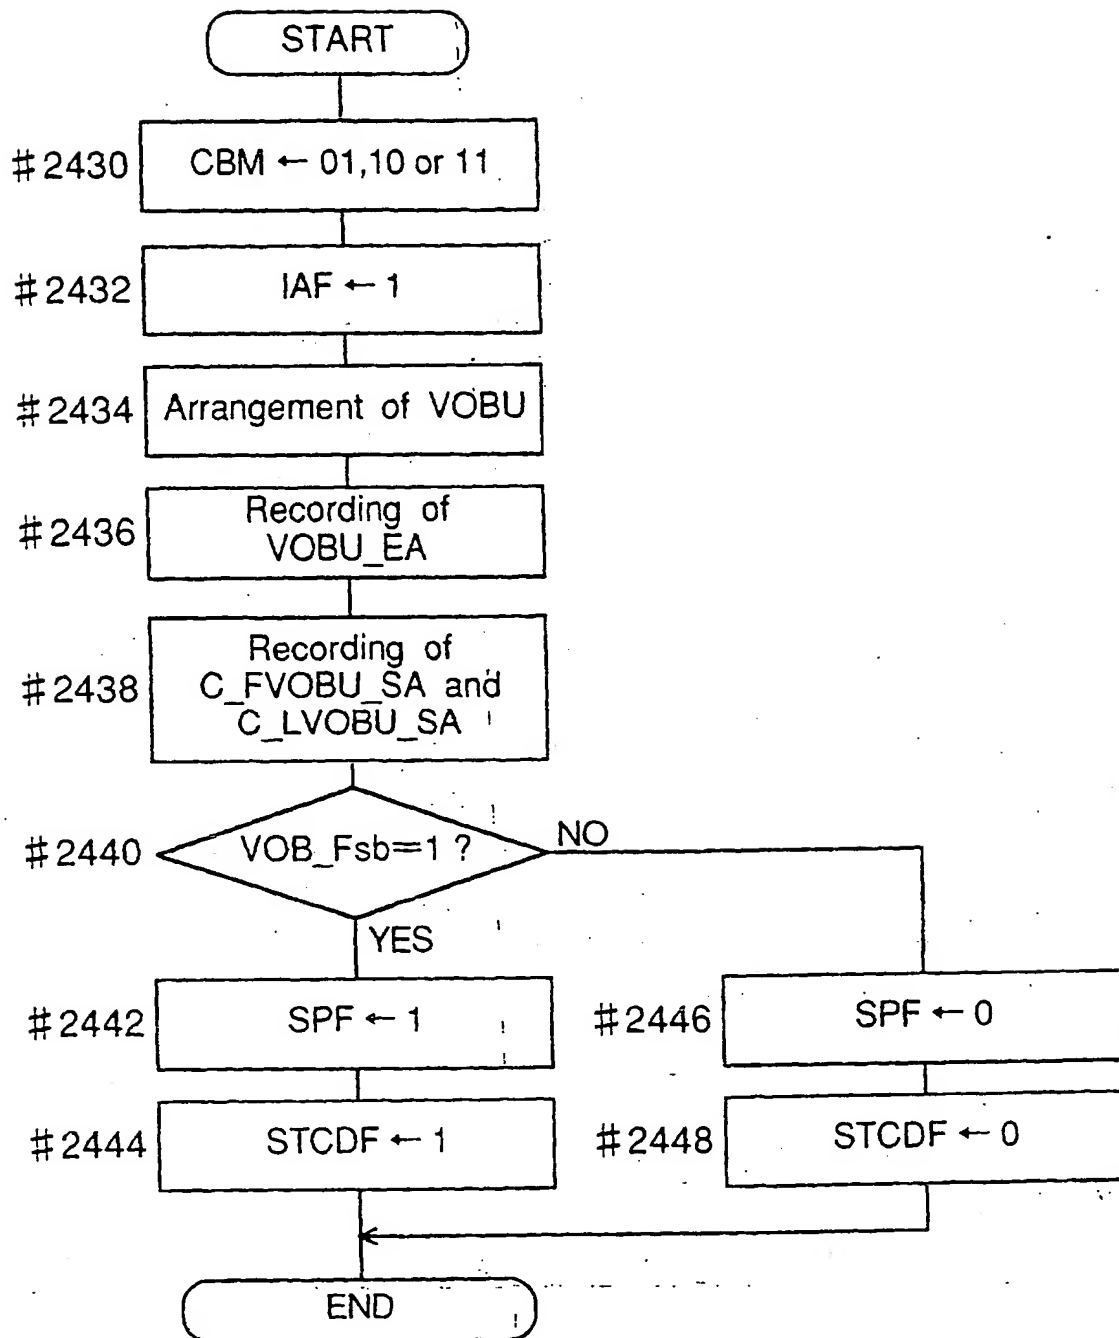 START
#2430
CBM ← 01,10 or 11
#2432
IAF ← 1
#2434
Arrangement of VOBU
#2436
Recording of
VOBU_EA
#2438
Recording of
C_FVOBU_SA and
C_LVOBU_SA
#2440
VOB_Fsb=1 ?
NO
YES
#2442
SPF ← 1
#2446
SPF ← 0
#2444
STCDF ← 1
#2448
STCDF ← 0
END